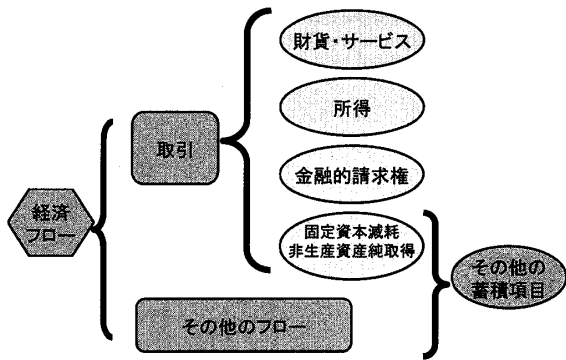 財貨・サービス
所得
取引
金融的請求権
経済
フロー
固定資本減耗
非生産資産純取得
その他の
蓄積項目
その他のフロー